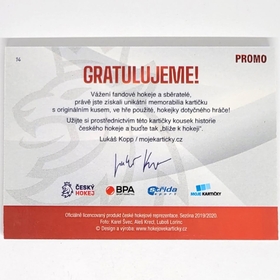 14
PROMO
GRATULUJEME!
Vážení fandové hokeje a sběratelé,
právě jste získali unikátní memorabilia kartičku
s originálním kusem, ve hře použité, hokejky dotyčného hráče!
Užijte si prostřednictvím této kartičky kousek historie
českého hokeje a buďte tak „blíže k hokeji“.
Lukáš Kopp / mojekarticky.cz
ČESKÝ HOKEJ
BPA
Střída sport
MOJE KARTIČKY
Oficiálně licencovaný produkt české hokejové reprezentace. Sezóna 2019/2020.
Foto: Karel Švec, Aleš Krecl, Luboš
© Design a výroba: www.hokejovekarticky.cz